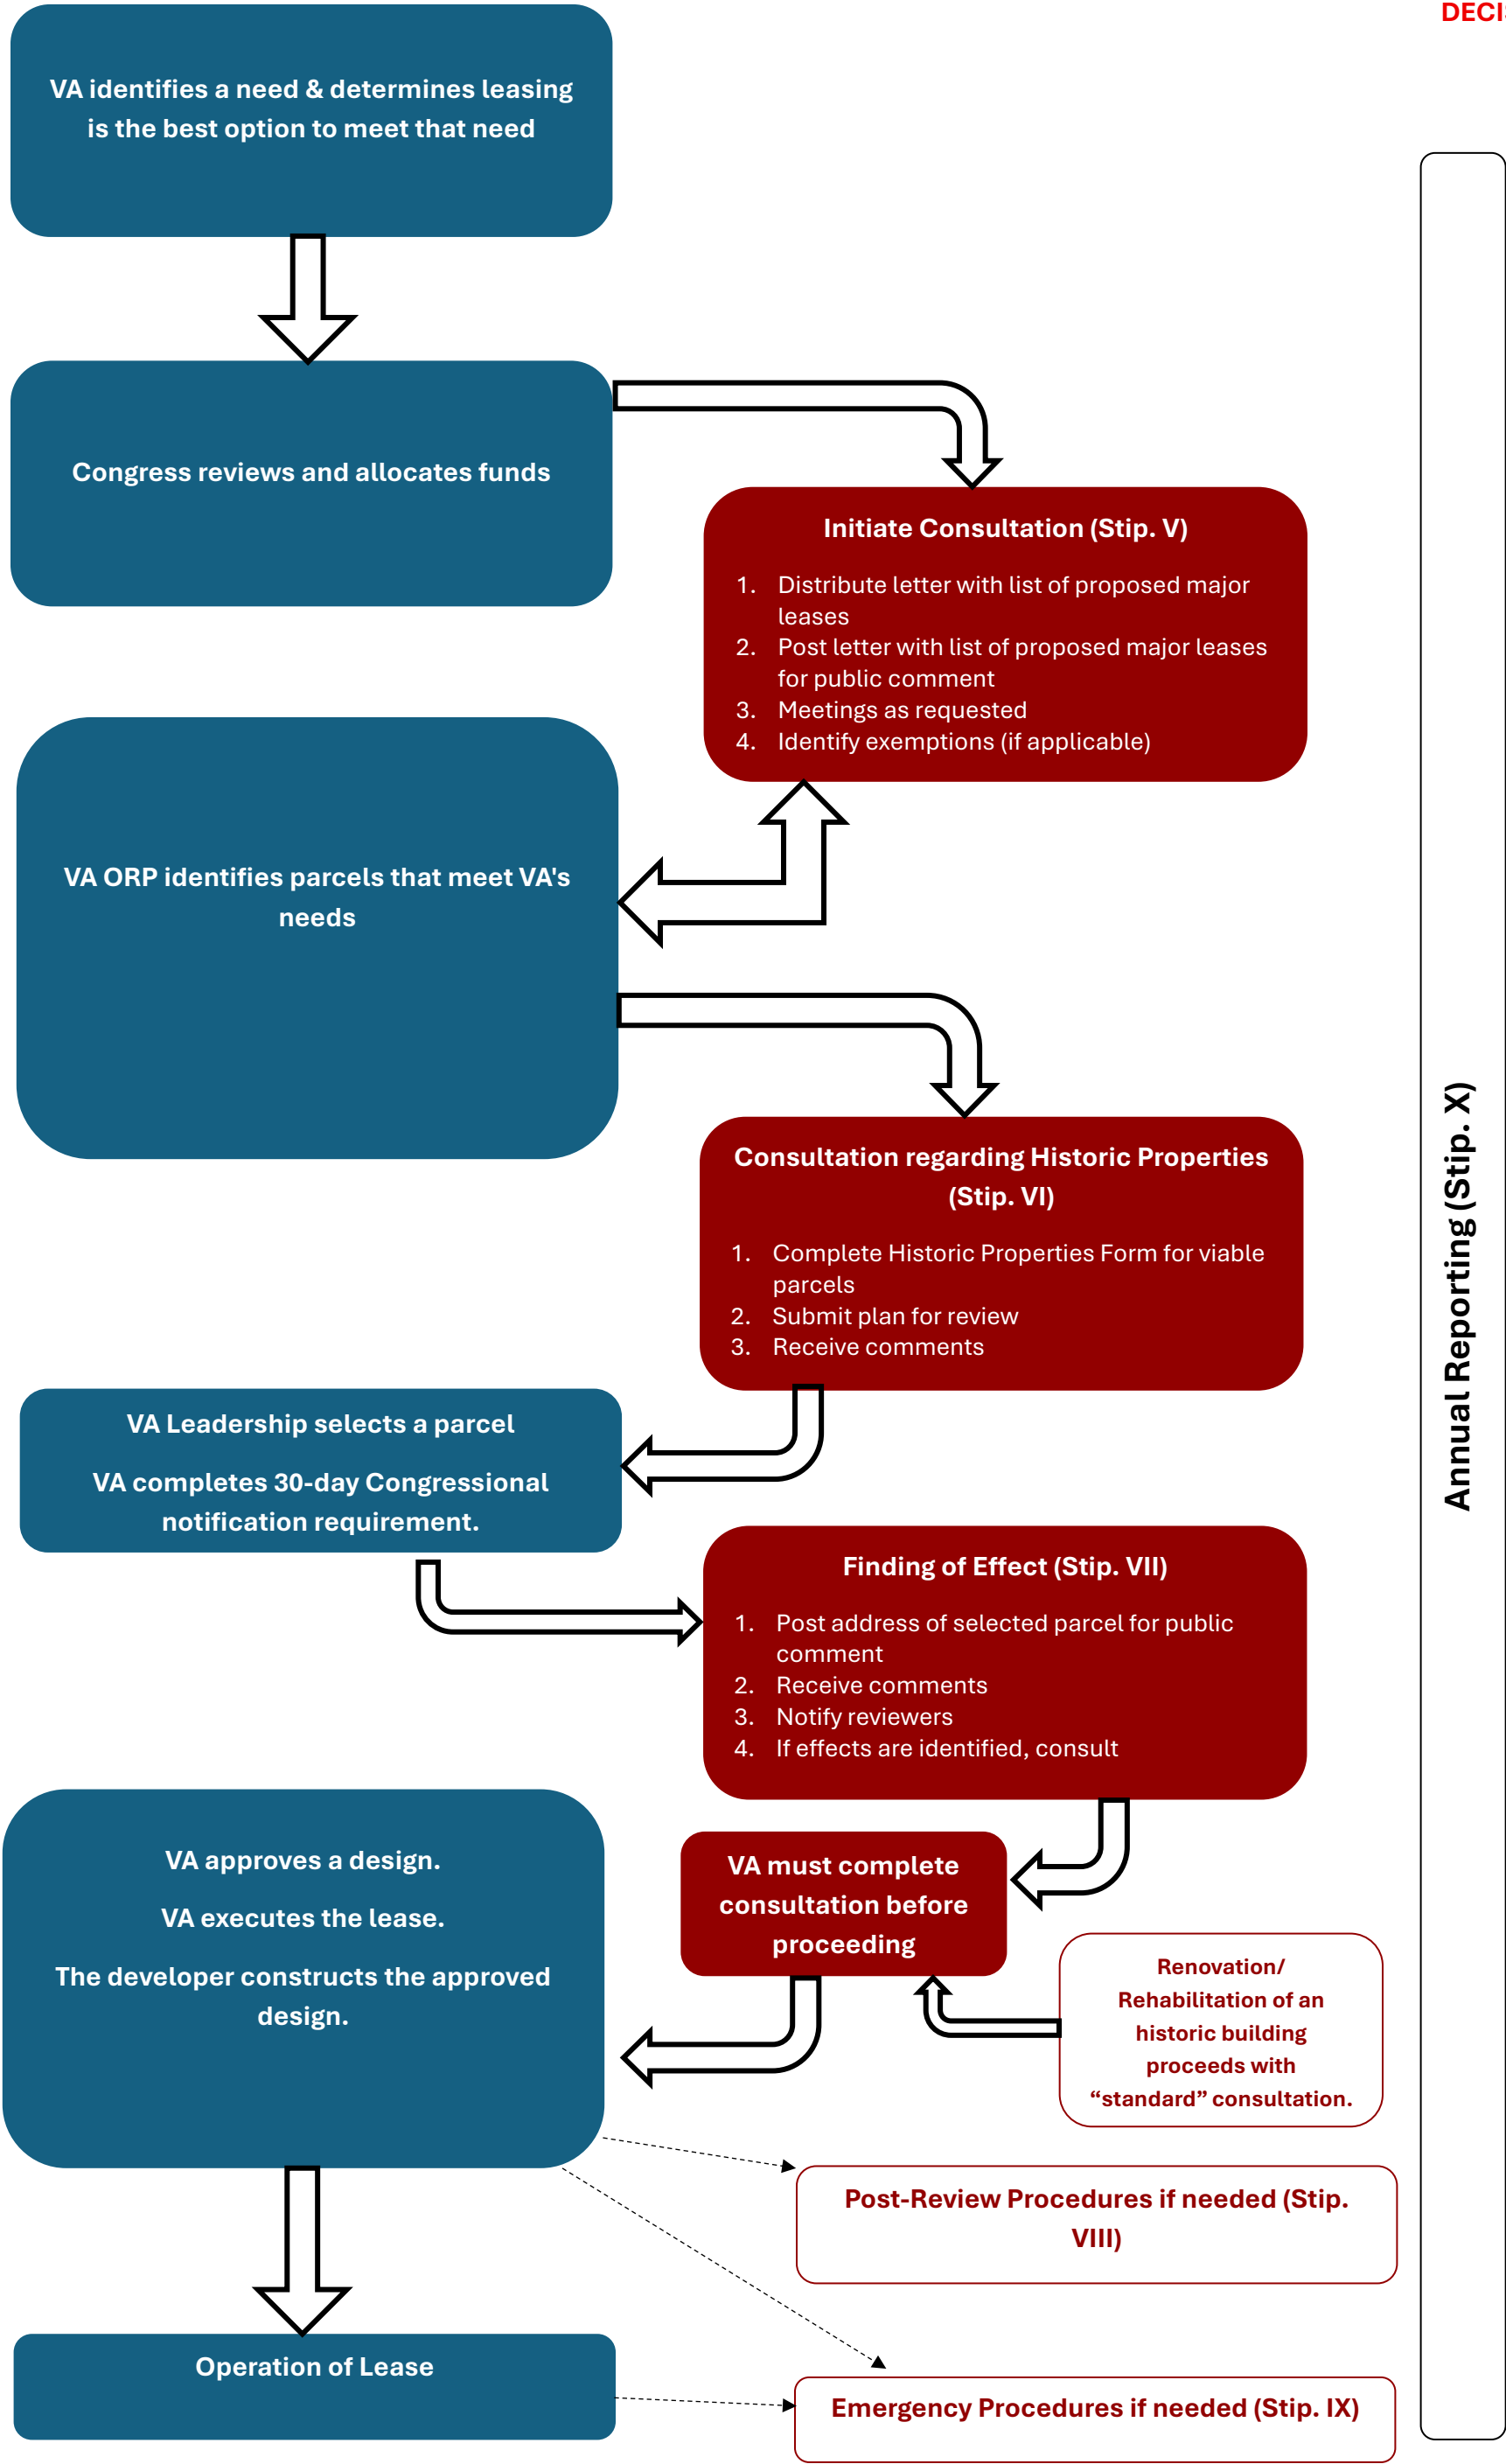 VA identifies a need & determines leasing
is the best option to meet that need
Congress reviews and allocates funds
Initiate Consultation (Stip. V)
1. Distribute letter with list of proposed major
leases
2. Post letter with list of proposed major leases
for public comment
3. Meetings as requested
4. Identify exemptions (if applicable)
VA ORP identifies parcels that meet VA's
needs
Consultation regarding Historic Properties
(Stip. VI)
1. Complete Historic Properties Form for viable
parcels
2. Submit plan for review
3. Receive comments
VA Leadership selects a parcel
VA completes 30-day Congressional
notification requirement.
Finding of Effect (Stip. VII)
1. Post address of selected parcel for public
comment
2. Receive comments
3. Notify reviewers
4. If effects are identified, consult
VA must complete
consultation before
proceeding
Renovation/
Rehabilitation of an
historic building
proceeds with
“standard” consultation.
VA approves a design.
VA executes the lease.
The developer constructs the approved
design.
Post-Review Procedures if needed (Stip.
VIII)
Operation of Lease
Emergency Procedures if needed (Stip. IX)
Annual Reporting (Stip. X)